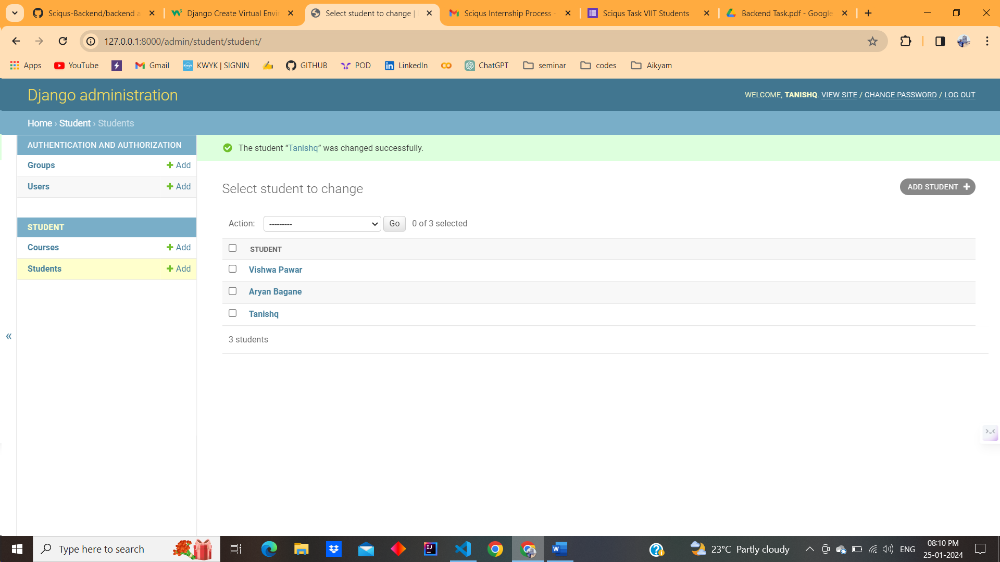 Sciqus-Backend/backend a
Django Create Virtual Envir
Select student to change |
Sciqus Internship Process -
Sciqus Task VIIT Students
Backend Task.pdf - Google
127.0.0.1:8000/admin/student/student/
Apps
YouTube
Gmail
KWYK | SIGNIN
GITHUB
POD
LinkedIn
ChatGPT
seminar
codes
Aikyam
Django administration
WELCOME, TANISHQ. VIEW SITE / CHANGE PASSWORD / LOG OUT
Home › Student › Students
AUTHENTICATION AND AUTHORIZATION
Groups
Add
Users
Add
STUDENT
Courses
Add
Students
Add
«
The student “Tanishq” was changed successfully.
Select student to change
ADD STUDENT
Action: --------- Go 0 of 3 selected
STUDENT
Vishwa Pawar
Aryan Bagane
Tanishq
3 students
Type here to search
23°C Partly cloudy
ENG
08:10 PM
25-01-2024